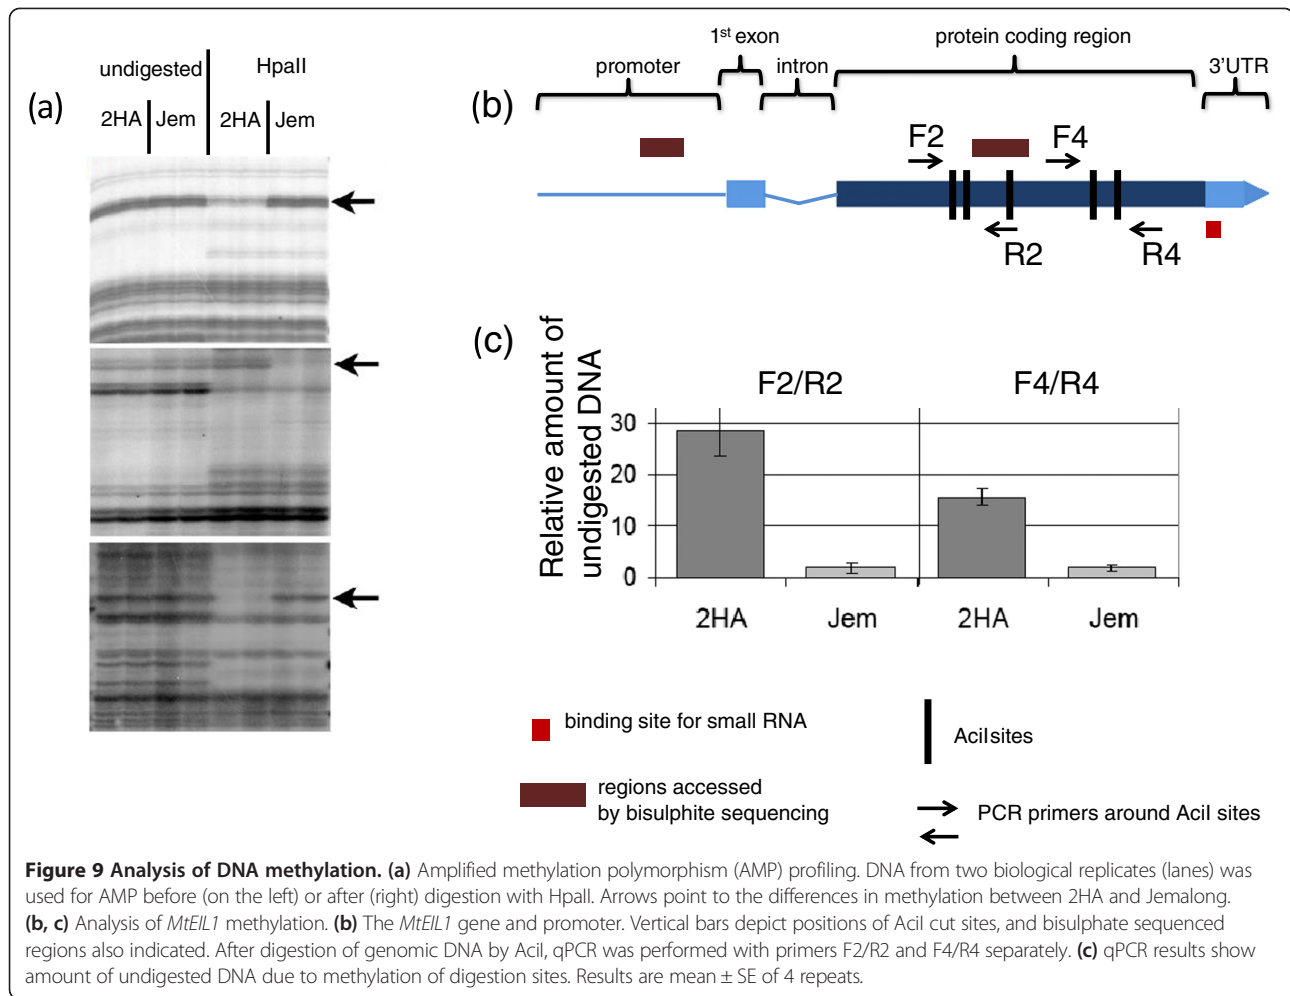 (a)
undigested HpaII
2HA Jem 2HA Jem
(b)
1st exon
protein coding region
promoter
intron
3'UTR
F2
F4
R2
R4
(c)
Relative amount of
undigested DNA
F2/R2
F4/R4
30
20
10
0
2HA Jem 2HA Jem
binding site for small RNA
AciIsites
regions accessed
by bisulphite sequencing
PCR primers around AciI sites
Figure 9 Analysis of DNA methylation. (a) Amplified methylation polymorphism (AMP) profiling. DNA from two biological replicates (lanes) was
used for AMP before (on the left) or after (right) digestion with HpaII. Arrows point to the differences in methylation between 2HA and Jemalong.
(b, c) Analysis of MtEIL1 methylation. (b) The MtEIL1 gene and promoter. Vertical bars depict positions of AciI cut sites, and bisulphate sequenced
regions also indicated. After digestion of genomic DNA by AciI, qPCR was performed with primers F2/R2 and F4/R4 separately. (c) qPCR results show
amount of undigested DNA due to methylation of digestion sites. Results are mean ± SE of 4 repeats.